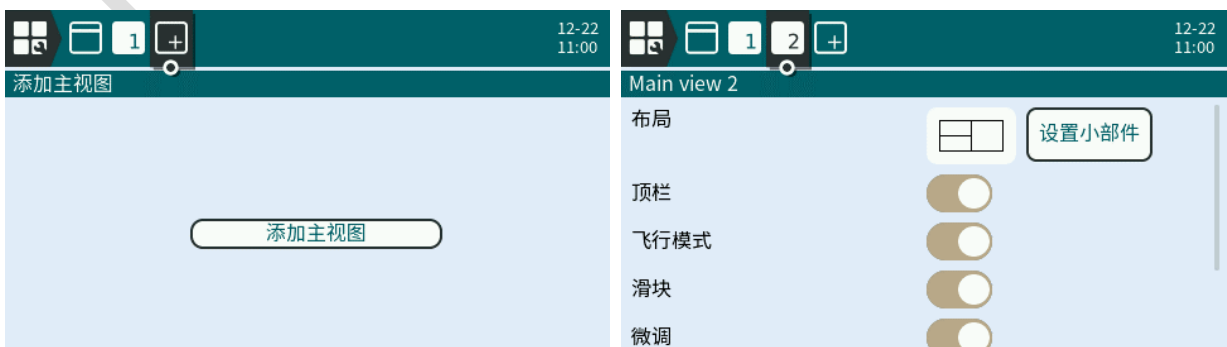 1
+
12-22
11:00
添加主视图
添加主视图
1
2
+
12-22
11:00
Main view 2
布局
设置小部件
顶栏
飞行模式
滑块
微调